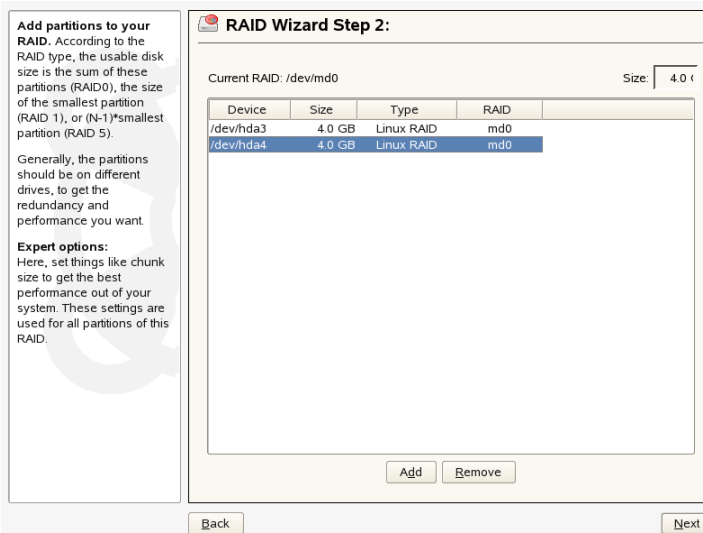 Add partitions to your
RAID. According to the
RAID type, the usable disk
size is the sum of these
partitions (RAID0), the size
of the smallest partition
(RAID 1), or (N-1)*smallest
partition (RAID 5).
Generally, the partitions
should be on different
drives, to get the
redundancy and
performance you want.
Expert options:
Here, set things like chunk
size to get the best
performance out of your
system. These settings are
used for all partitions of this
RAID.
RAID Wizard Step 2:
Current RAID: /dev/md0 Size: 4.0
Device Size Type RAID
/dev/hda3 4.0 GB Linux RAID md0
/dev/hda4 4.0 GB Linux RAID md0
Add Remove
Back Next